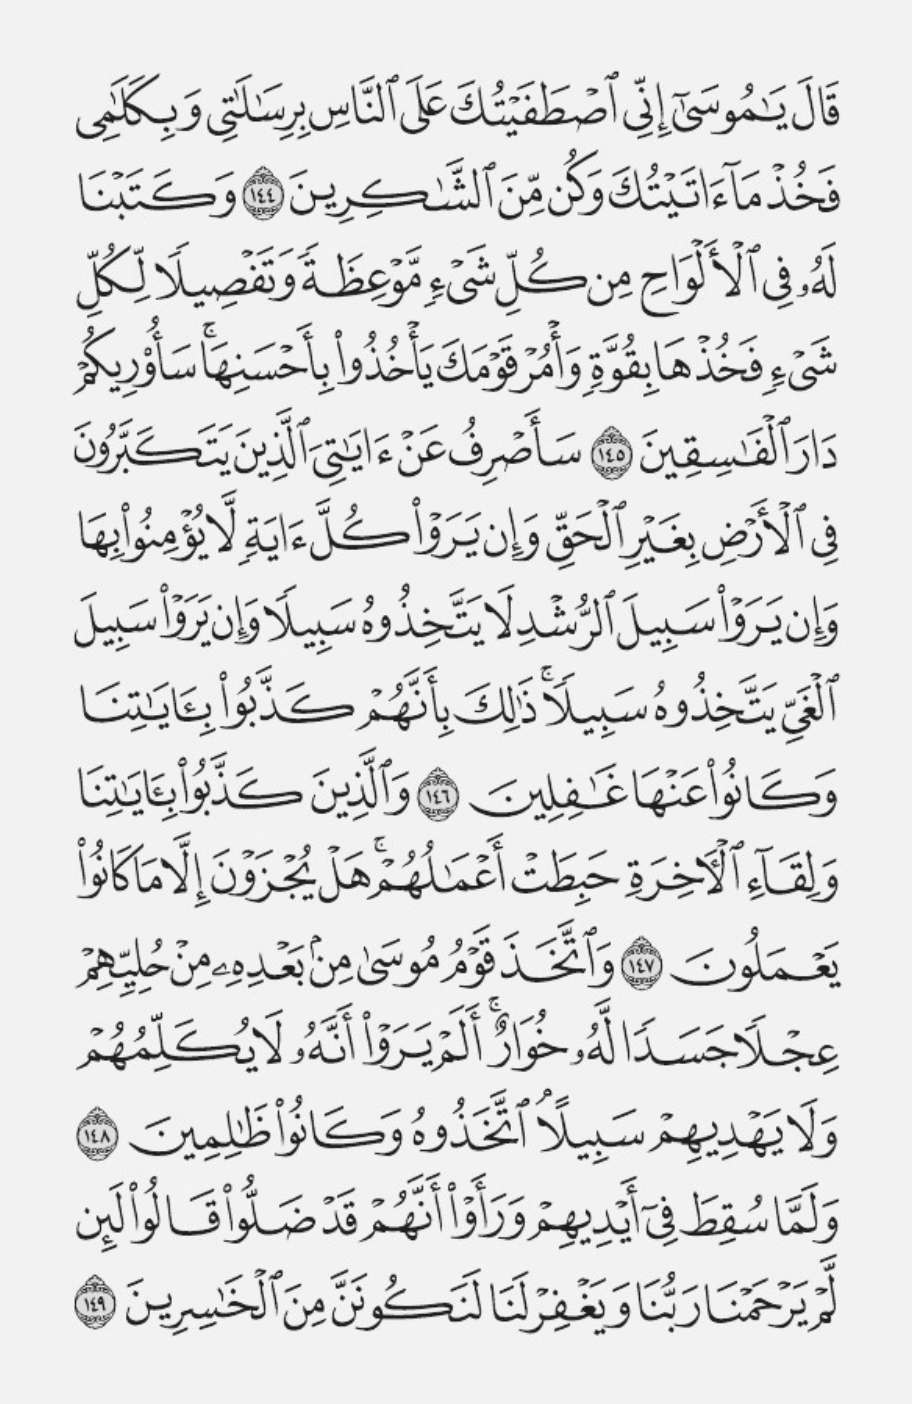 قَالَ يَـٰمُوسَىٰٓ إِنِّي ٱصۡطَفَيۡتُكَ عَلَى ٱلنَّاسِ بِرِسَـٰلَـٰتِي وَبِكَلَـٰمِي
فَخُذۡ مَآ ءَاتَيۡتُكَ وَكُن مِّنَ ٱلشَّـٰكِرِينَ ١٤٤ وَكَتَبۡنَا
لَهُۥ فِي ٱلۡأَلۡوَاحِ مِن كُلِّ شَيۡءٖ مَّوۡعِظَةٗ وَتَفۡصِيلٗا لِّكُلِّ
شَيۡءٖ فَخُذۡهَا بِقُوَّةٖ وَأۡمُرۡ قَوۡمَكَ يَأۡخُذُواْ بِأَحۡسَنِهَاۚ سَأُوْرِيكُمۡ
دَارَ ٱلۡفَـٰسِقِينَ ١٤٥ سَأَصۡرِفُ عَنۡ ءَايَـٰتِيَ ٱلَّذِينَ يَتَكَبَّرُونَ
فِي ٱلۡأَرۡضِ بِغَيۡرِ ٱلۡحَقِّ وَإِن يَرَوۡاْ كُلَّ ءَايَةٖ لَّا يُؤۡمِنُواْ بِهَا
وَإِن يَرَوۡاْ سَبِيلَ ٱلرُّشۡدِ لَا يَتَّخِذُوهُ سَبِيلٗا وَإِن يَرَوۡاْ سَبِيلَ
ٱلۡغَيِّ يَتَّخِذُوهُ سَبِيلٗاۚ ذَٰلِكَ بِأَنَّهُمۡ كَذَّبُواْ بِـَٔايَـٰتِنَا
وَكَانُواْ عَنۡهَا غَـٰفِلِينَ ١٤٦ وَٱلَّذِينَ كَذَّبُواْ بِـَٔايَـٰتِنَا
وَلِقَآءِ ٱلۡأٓخِرَةِ حَبِطَتۡ أَعۡمَـٰلُهُمۡۚ هَلۡ يُجۡزَوۡنَ إِلَّا مَا كَانُواْ
يَعۡمَلُونَ ١٤٧ وَٱتَّخَذَ قَوۡمُ مُوسَىٰ مِنۢ بَعۡدِهِۦ مِنۡ حُلِيِّهِمۡ
عِجۡلٗا جَسَدٗا لَّهُۥ خُوَارٌۚ أَلَمۡ يَرَوۡاْ أَنَّهُۥ لَا يُكَلِّمُهُمۡ
وَلَا يَهۡدِيهِمۡ سَبِيلًاۘ ٱتَّخَذُوهُ وَكَانُواْ ظَـٰلِمِينَ ١٤٨
وَلَمَّا سُقِطَ فِيٓ أَيۡدِيهِمۡ وَرَأَوۡاْ أَنَّهُمۡ قَدۡ ضَلُّواْ قَالُواْ لَئِن
لَّمۡ يَرۡحَمۡنَا رَبُّنَا وَيَغۡفِرۡ لَنَا لَنَكُونَنَّ مِنَ ٱلۡخَـٰسِرِينَ ١٤٩